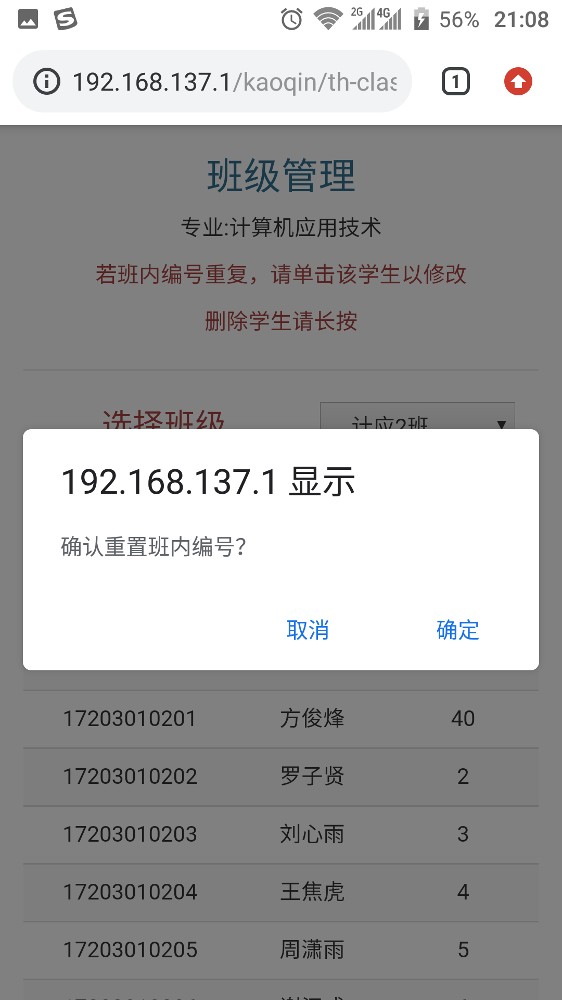 2G 4G 56% 21:08
192.168.137.1/kaoqin/th-clas
1
班级管理
专业:计算机应用技术
若班内编号重复，请单击该学生以修改
删除学生请长按
选择班级 计应2班
192.168.137.1 显示
确认重置班内编号？
取消 确定
17203010201 方俊烽 40
17203010202 罗子贤 2
17203010203 刘心雨 3
17203010204 王焦虎 4
17203010205 周潇雨 5